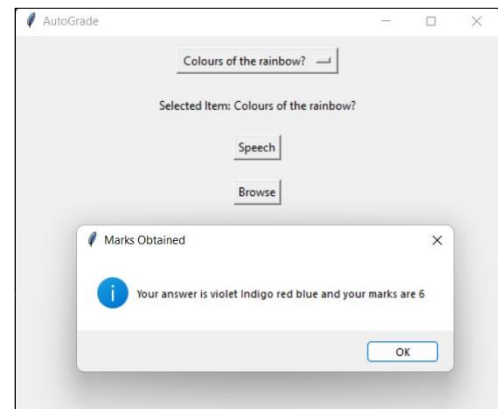 AutoGrade
Colours of the rainbow?
Selected Item: Colours of the rainbow?
Speech
Browse
Marks Obtained
Your answer is violet Indigo red blue and your marks are 6
OK